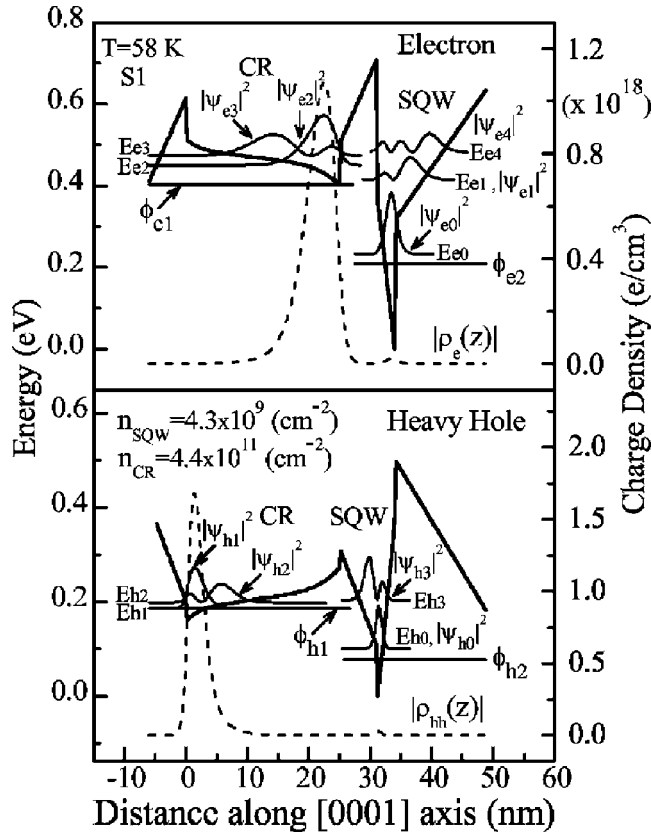 T=58 K
S1
CR
Electron
SQW
|ψe3|²
|ψe2|²
|ψe4|²
Ee3
Ee2
Ee4
Ee1, |ψe1|²
ϕe1
|ψe0|²
Ee0
ϕe2
|ρe(z)|
0.8
0.6
0.4
0.2
0.0
1.2
(x 10^18)
0.8
0.4
0.0
Energy (eV)
Charge Density (e/cm³)
nSQW=4.3x10^9 (cm^-2)
nCR=4.4x10^11 (cm^-2)
Heavy Hole
CR
SQW
|ψh1|²
|ψh2|²
|ψh3|²
Eh2
Eh1
Eh3
ϕh1
Eh0, |ψh0|²
ϕh2
|ρhh(z)|
0.6
0.4
0.2
0.0
2.0
1.5
1.0
0.5
0.0
-10 0 10 20 30 40 50 60
Distance along [0001] axis (nm)